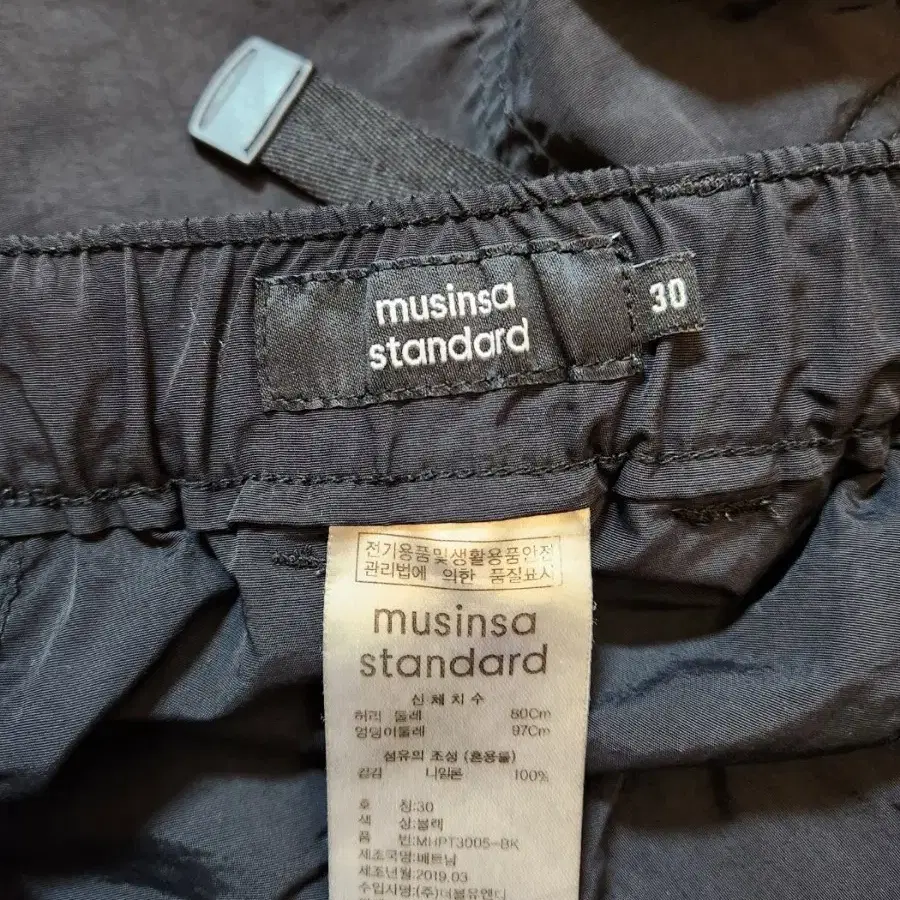 musinsa
standard
30
전기용품및생활용품안전
관리법에 의한 품질표시
musinsa
standard
신체치수
허리 둘레 80Cm
엉덩이둘레 97Cm
섬유의 조성 (혼용률)
겉감 나일론 100%
호 칭:30
색 상:블랙
품 번:MHPT3005-BK
제조국명:베트남
제조년월:2019.03
수입사명:(주)더블유앤디